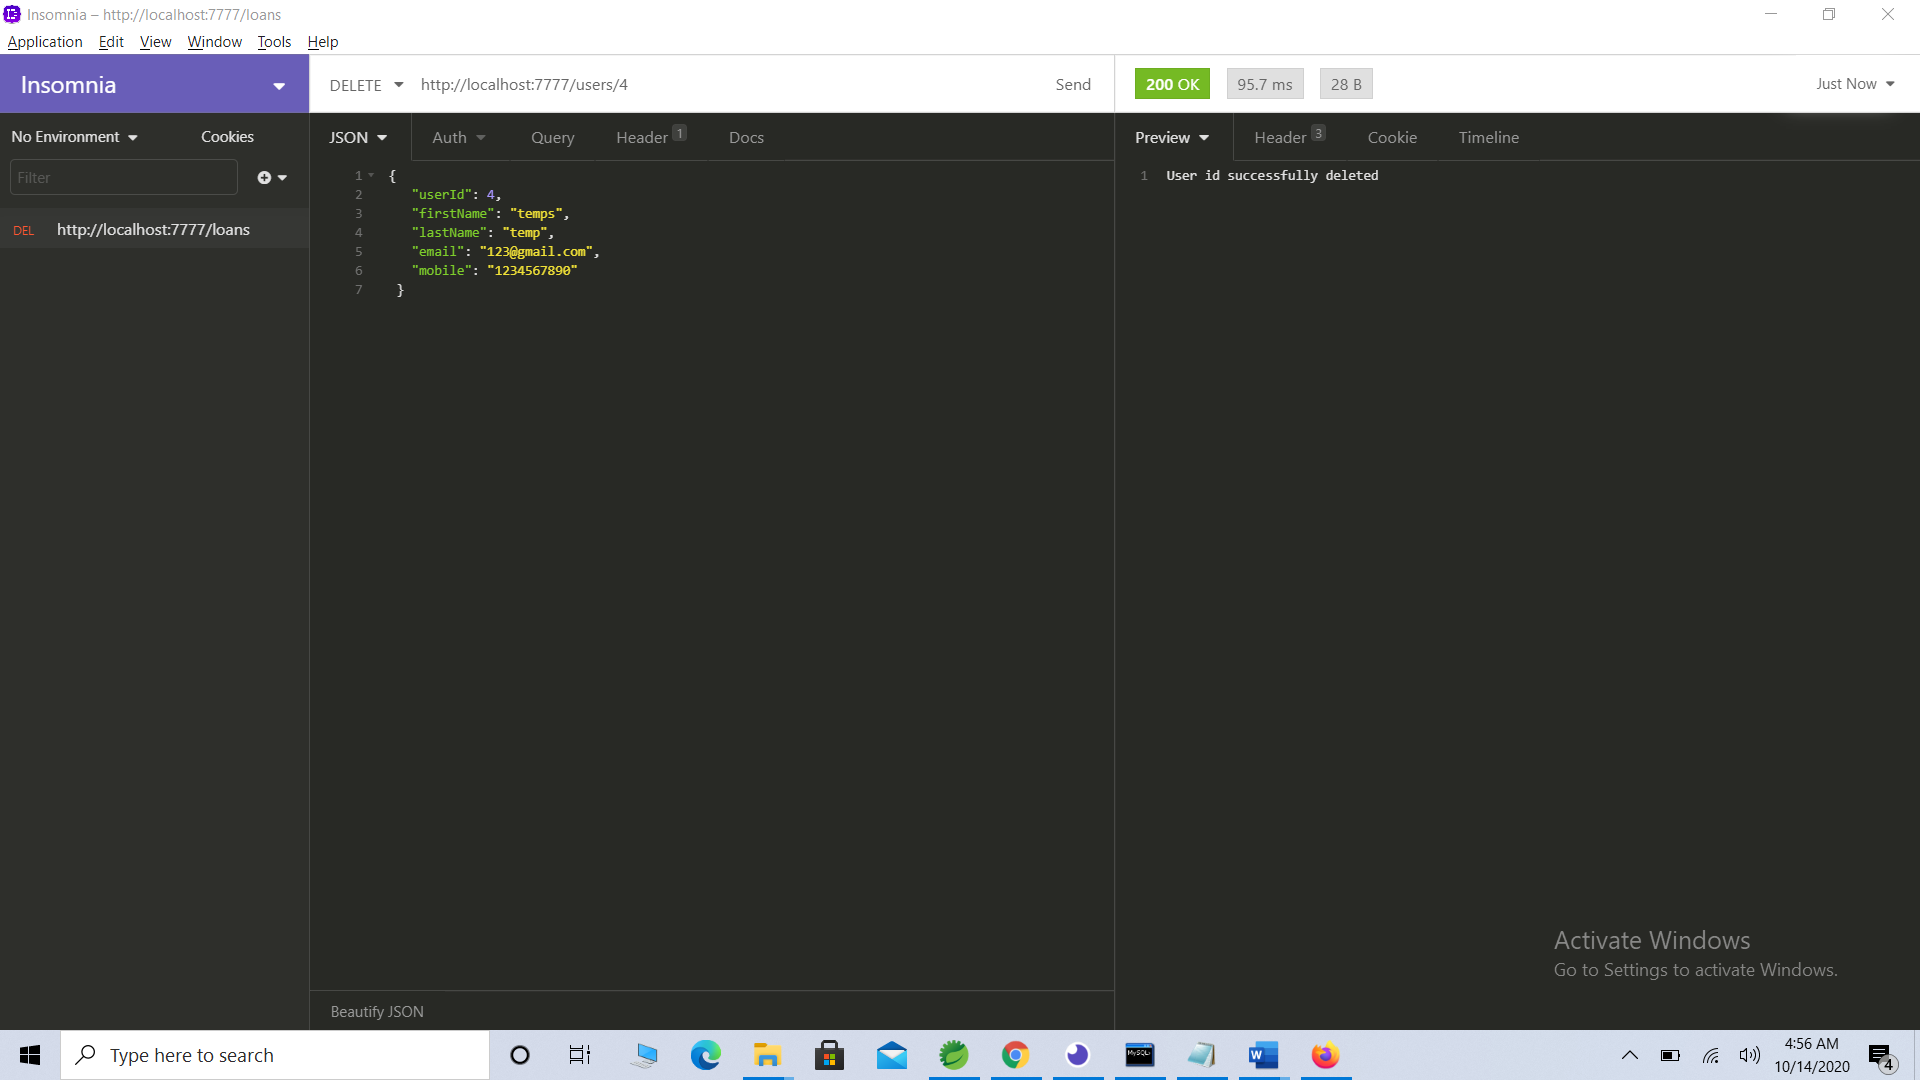 Insomnia – http://localhost:7777/loans
Application Edit View Window Tools Help
Insomnia
DELETE http://localhost:7777/users/4 Send
200 OK 95.7 ms 28 B Just Now
No Environment Cookies
JSON Auth Query Header 1 Docs
Preview Header 3 Cookie Timeline
Filter
DEL http://localhost:7777/loans
1 {
2 "userId": 4,
3 "firstName": "temps",
4 "lastName": "temp",
5 "email": "123@gmail.com",
6 "mobile": "1234567890"
7 }
1 User id successfully deleted
Activate Windows
Go to Settings to activate Windows.
Beautify JSON
Type here to search
MySQL
W
4:56 AM
10/14/2020
4